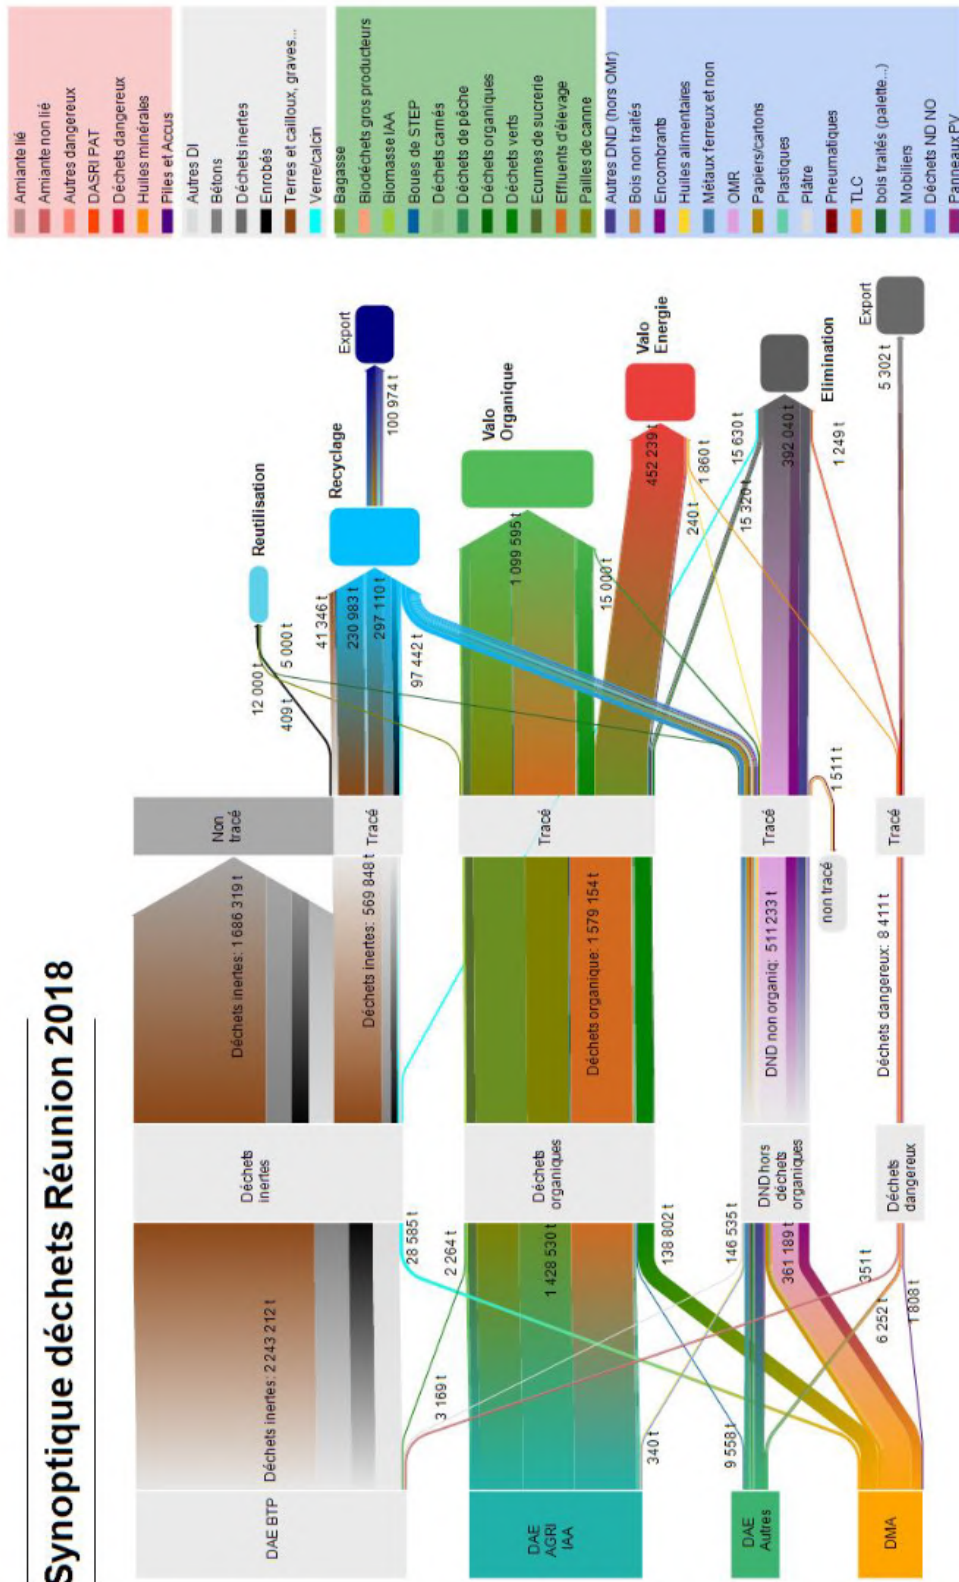 Synoptique déchets Réunion 2018
DAE BTP
DAE
AGRI
IAA
DAE
Autres
DMA
Déchets inertes: 2 243 212 t
3 169 t
1 428 530 t
340 t
9 558 t
28 585 t
2 264 t
138 802 t
146 535 t
361 189 t
351 t
6 252 t
1 808 t
Déchets
inertes
Déchets
organiques
DND hors
déchets
organiques
Déchets
dangereux
Déchets inertes: 1 686 319 t
Déchets inertes: 569 848 t
Déchets organique: 1 579 154 t
DND non organiq: 511 233 t
Déchets dangereux: 8 411 t
Non
tracé
Tracé
Tracé
Tracé
non tracé
Tracé
1 511 t
12 000 t
409 t
5 000 t
Reutilisation
41 346 t
230 983 t
297 110 t
97 442 t
Recyclage
100 974 t
Export
1 099 595 t
Valo
Organique
15 000 t
452 239 t
Valo
Energie
240 t
1 860 t
15 320 t
15 630 t
392 040 t
Elimination
1 249 t
5 302 t
Export
Amiante lié
Amiante non lié
Autres dangereux
DASRI PAT
Déchets dangereux
Huiles minérales
Piles et Accus
Autres DI
Bétons
Déchets inertes
Enrobés
Terres et cailloux, graves...
Verre/calcin
Bagasse
Biodéchets gros producteurs
Biomasse IAA
Boues de STEP
Déchets carnés
Déchets de pêche
Déchets organiques
Déchets verts
Ecumes de sucrerie
Effluents d'élevage
Pailles de canne
Autres DND (hors OMr)
Bois non traités
Encombrants
Huiles alimentaires
Métaux ferreux et non
OMR
Papiers/cartons
Plastiques
Plâtre
Pneumatiques
TLC
bois traités (palette...)
Mobiliers
Déchets ND NO
Panneaux PV